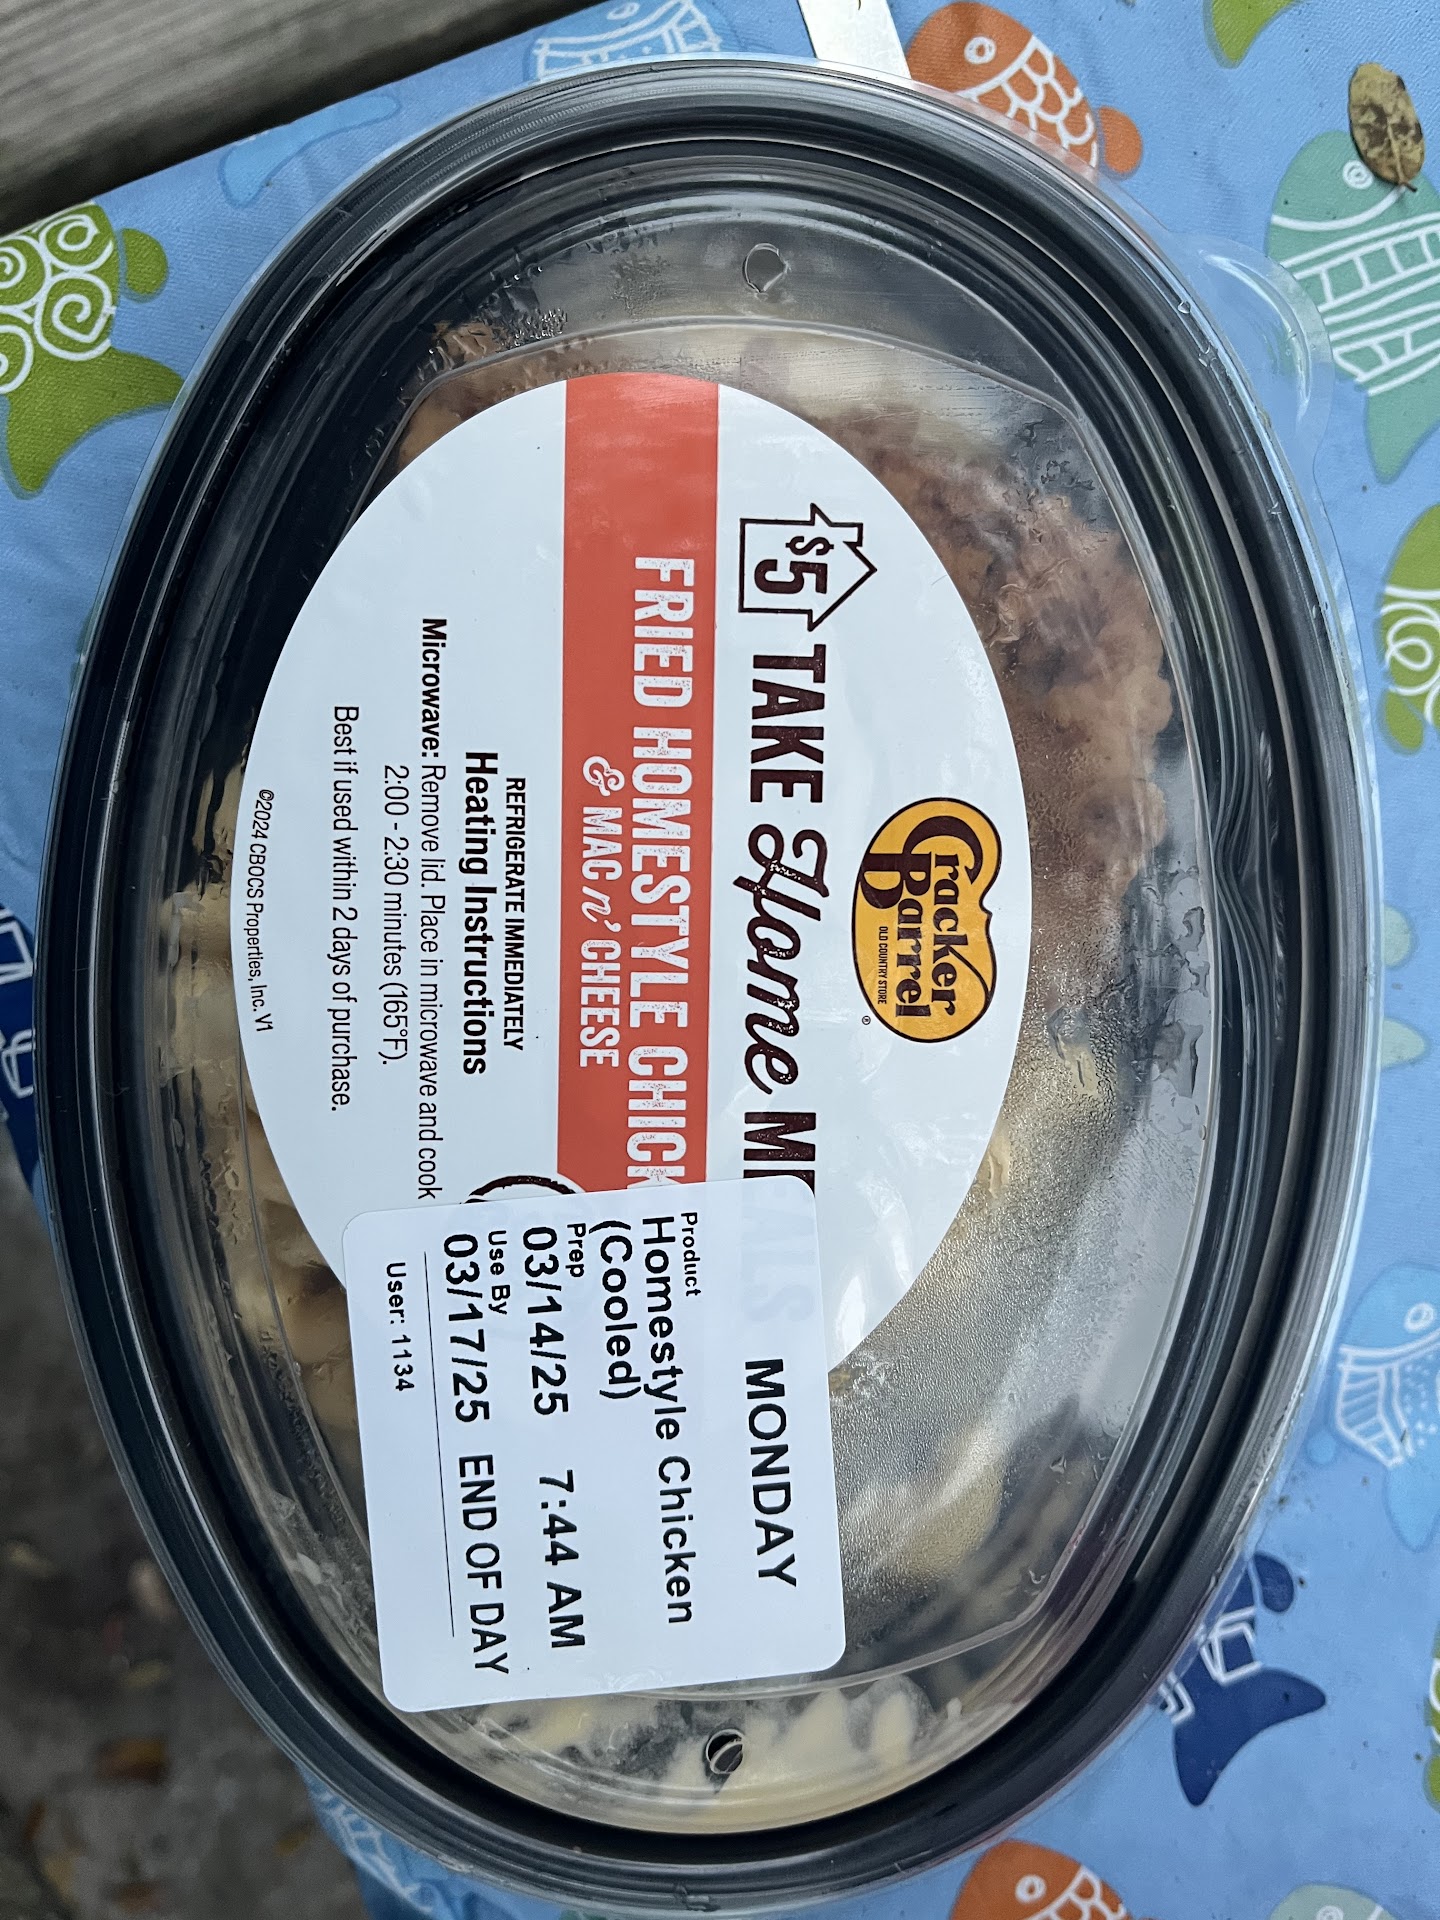 Cracker
Barrel
OLD COUNTRY STORE
®
$5 TAKE Home MEALS
FRIED HOMESTYLE CHICK
& MAC n' CHEESE
REFRIGERATE IMMEDIATELY
Heating Instructions
Microwave: Remove lid. Place in microwave and cook
2:00 - 2:30 minutes (165°F).
Best if used within 2 days of purchase.
©2024 CBOCS Properties, Inc. V1
MONDAY
Product
Homestyle Chicken
(Cooled)
Prep
03/14/25 7:44 AM
Use By
03/17/25 END OF DAY
User: 1134